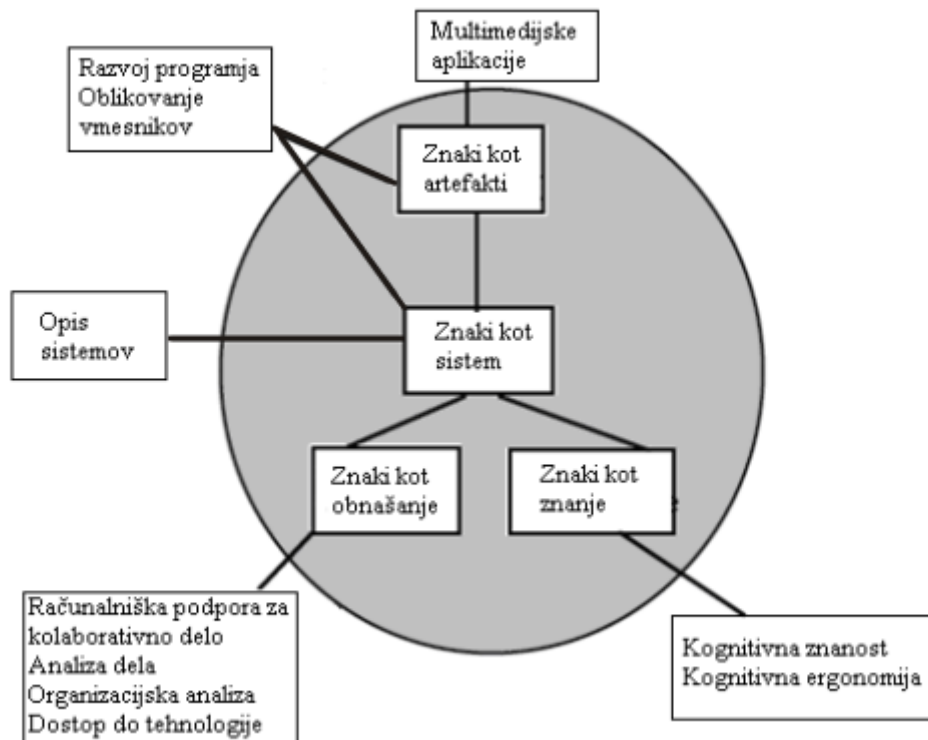 Multimedijske
aplikacije
Razvoj programja
Oblikovanje
vmesnikov
Znaki kot
artefakti
Opis
sistemov
Znaki kot
sistem
Znaki kot
obnašanje
Znaki kot
znanje
Računalniška podpora za
kolaborativno delo
Analiza dela
Organizacijska analiza
Dostop do tehnologije
Kognitivna znanost
Kognitivna ergonomija